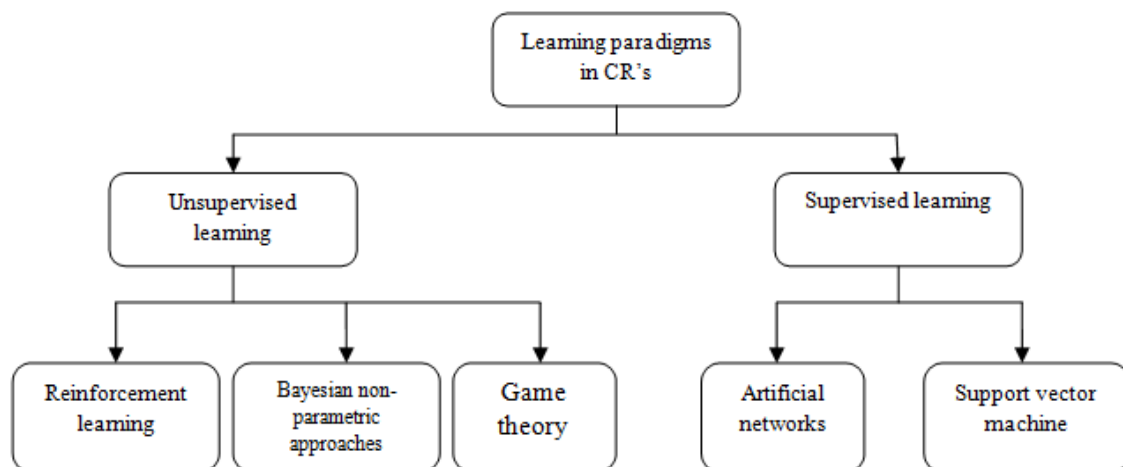 Learning paradigms
in CR's
Unsupervised
learning
Supervised learning
Reinforcement
learning
Bayesian non-
parametric
approaches
Game
theory
Artificial
networks
Support vector
machine